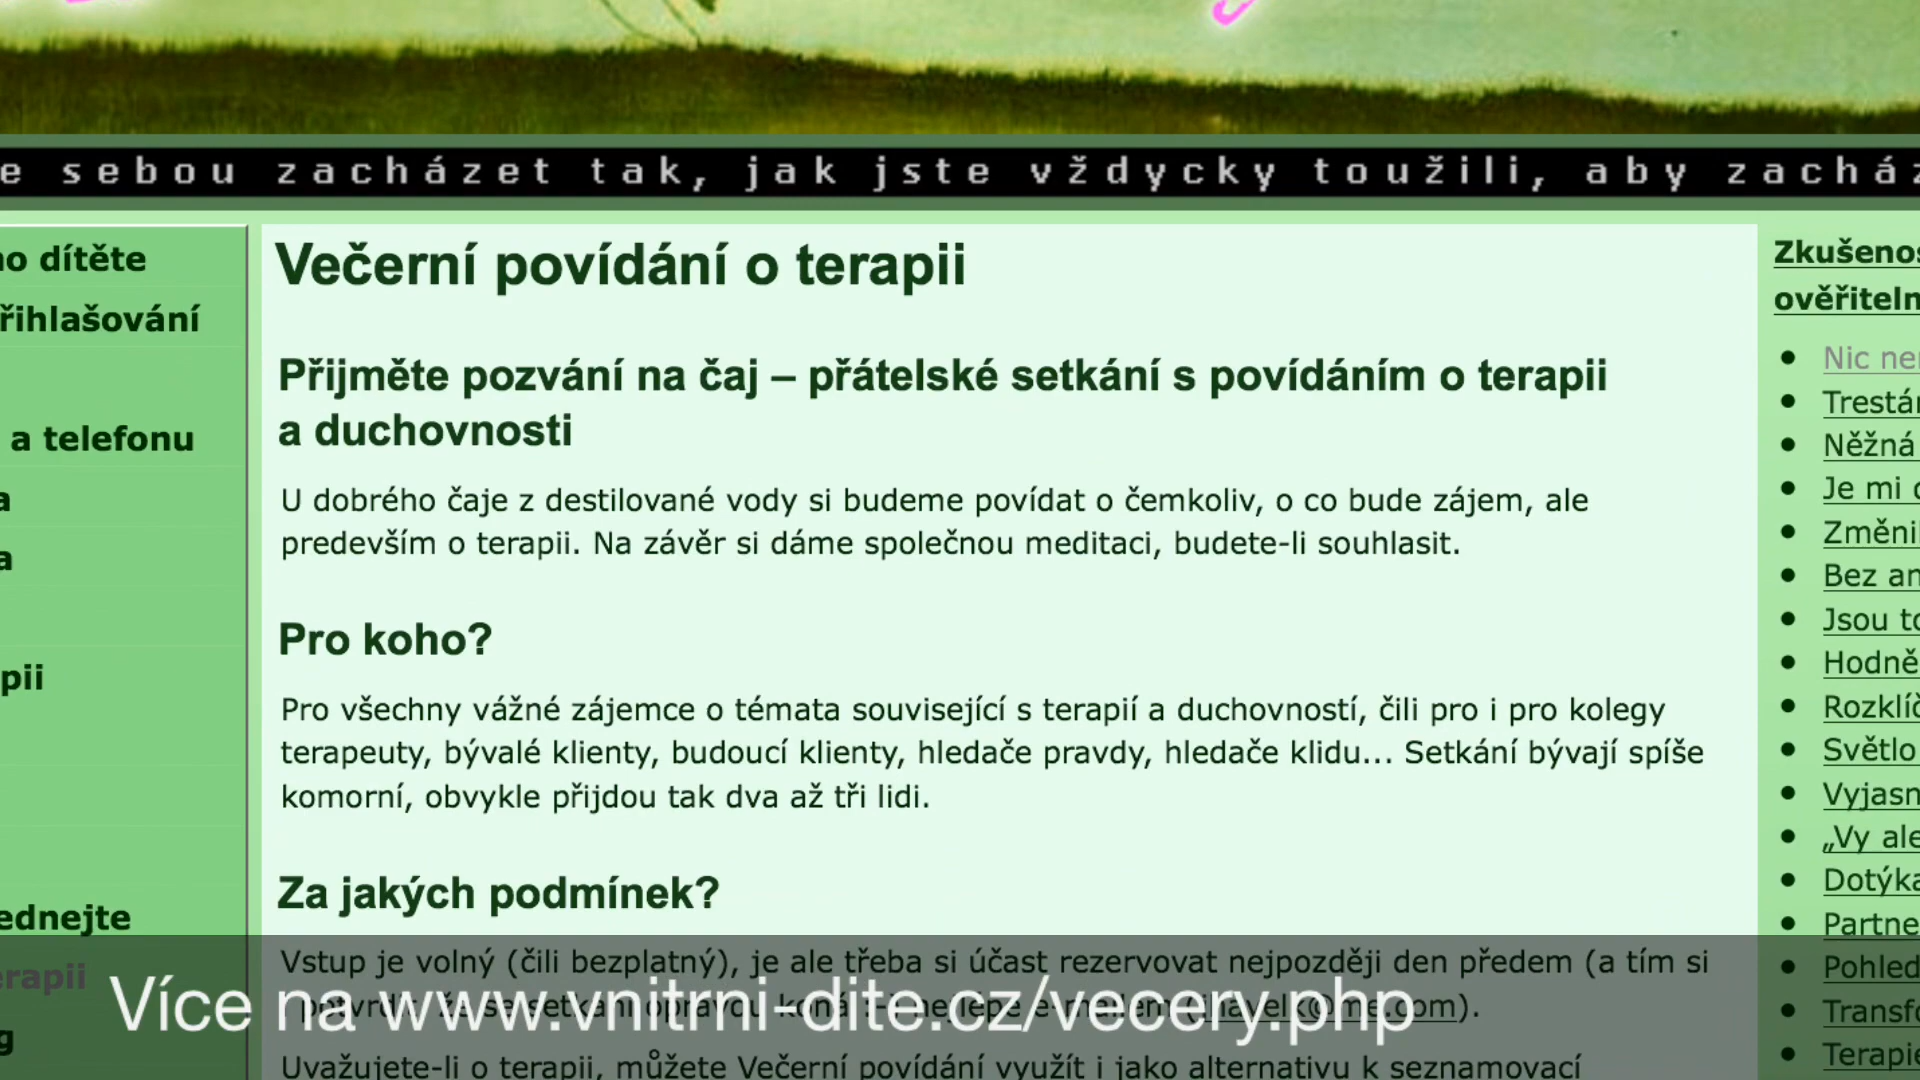 e sebou zacházet tak, jak jste vždycky toužili, aby
o dítěte
řihlašování
a telefonu
a
a
pii
ednejte
erapii
g
Večerní povídání o terapii
Přijměte pozvání na čaj – přátelské setkání s povídáním o terapii
a duchovnosti
U dobrého čaje z destilované vody si budeme povídat o čemkoliv, o co bude zájem, ale
především o terapii. Na závěr si dáme společnou meditaci, budete-li souhlasit.
Pro koho?
Pro všechny vážné zájemce o témata související s terapií a duchovností, čili pro i pro kolegy
terapeuty, bývalé klienty, budoucí klienty, hledače pravdy, hledače klidu... Setkání bývají spíše
komorní, obvykle přijdou tak dva až tři lidi.
Za jakých podmínek?
Vstup je volný (čili bezplatný), je ale třeba si účast rezervovat nejpozději den předem (a tím si
Více na www.vnitrni-dite.cz/vecery.php
Uvažujete-li o terapii, můžete Večerní povídání využít i jako alternativu k seznamovací
Zkušenos
ověřiteln
Nic ne
Trestá
Něžná
Je mi
Změni
Bez an
Jsou to
Hodně
Rozklíč
Světlo
Vyjasn
„Vy ale
Dotýka
Partne
Pohled
Transfo
Terapie